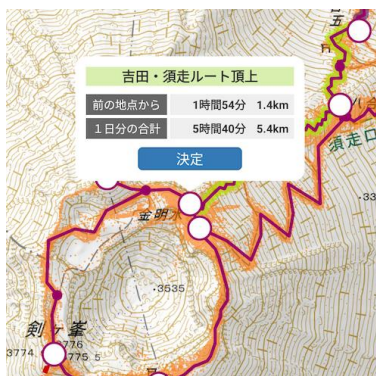 吉田・須走ルート頂上
前の地点から 1時間54分 1.4km
1日分の合計 5時間40分 5.4km
決定
須走口
金明水
3535
剣ヶ峯
3774
3776
775.5